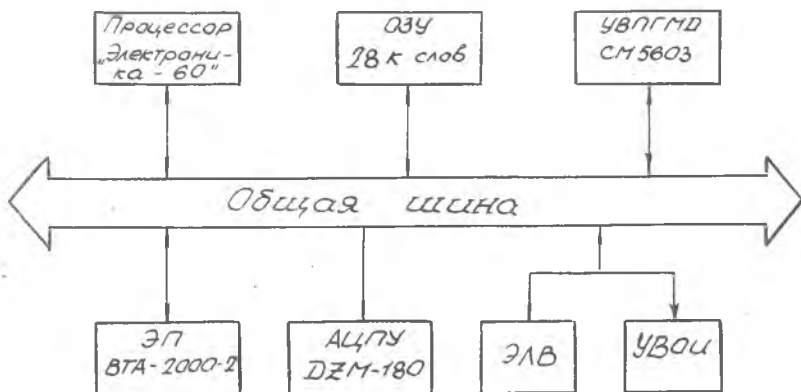 Процессор
„Электрони-
ка - 60"
ОЗУ
28 к слов
УВПГМД
СМ 5603
Общая шина
ЭП
ВТА-2000-2
АЦПУ
DZM-180
ЭЛВ
УВОИ